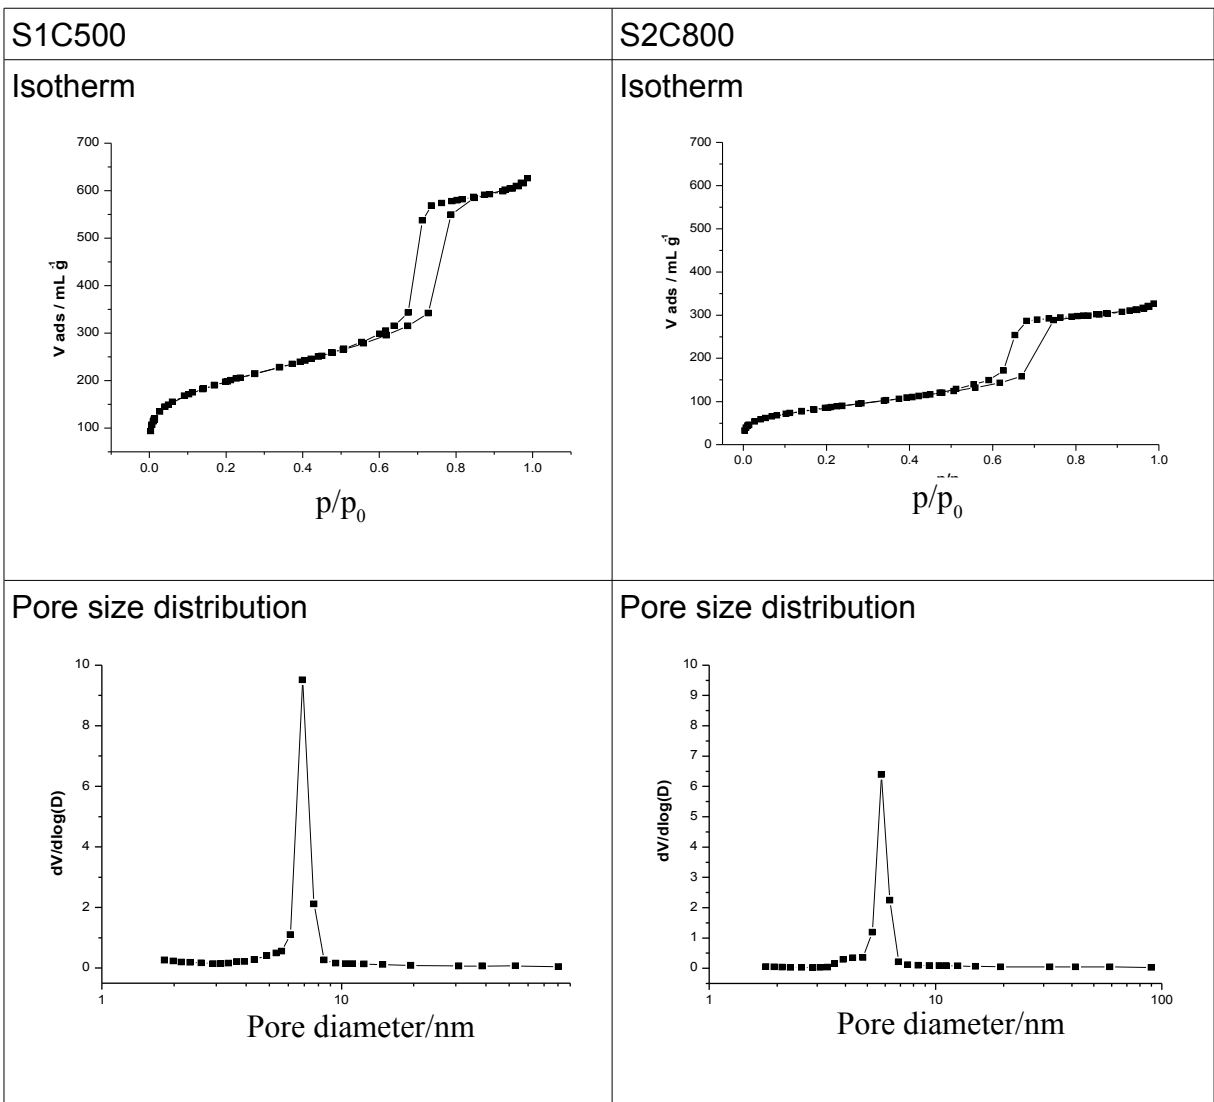 S1C500
S2C800
Isotherm
Isotherm
700
600
500
400
300
200
100
V ads / mL g-1
0.0 0.2 0.4 0.6 0.8 1.0
p/p0
700
600
500
400
300
200
100
0
V ads / mL g-1
0.0 0.2 0.4 0.6 0.8 1.0
p/p0
Pore size distribution
Pore size distribution
10
8
6
4
2
0
dV/dlog(D)
1 10
Pore diameter/nm
10
9
8
7
6
5
4
3
2
1
0
dV/dlog(D)
1 10 100
Pore diameter/nm